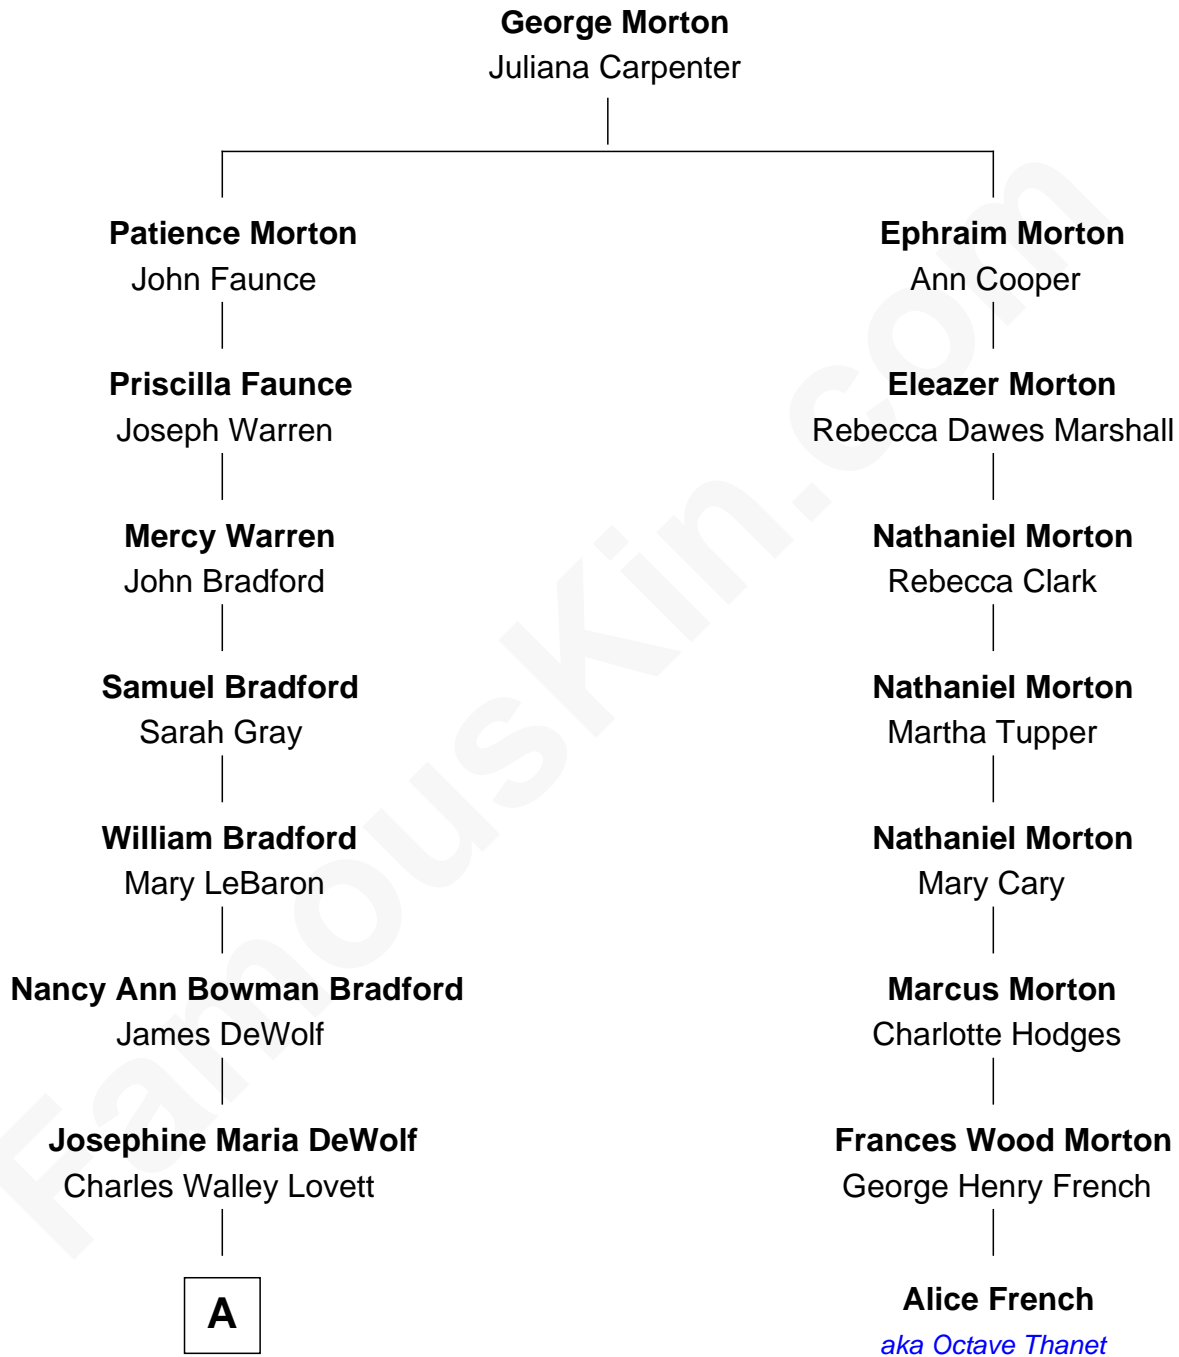 George Morton
Juliana Carpenter
Patience Morton
John Faunce
Ephraim Morton
Ann Cooper
Priscilla Faunce
Joseph Warren
Eleazer Morton
Rebecca Dawes Marshall
Mercy Warren
John Bradford
Nathaniel Morton
Rebecca Clark
Samuel Bradford
Sarah Gray
Nathaniel Morton
Martha Tupper
William Bradford
Mary LeBaron
Nathaniel Morton
Mary Cary
Nancy Ann Bowman Bradford
James DeWolf
Marcus Morton
Charlotte Hodges
Josephine Maria DeWolf
Charles Walley Lovett
Frances Wood Morton
George Henry French
A
Alice French
aka Octave Thanet
FamousKin.com